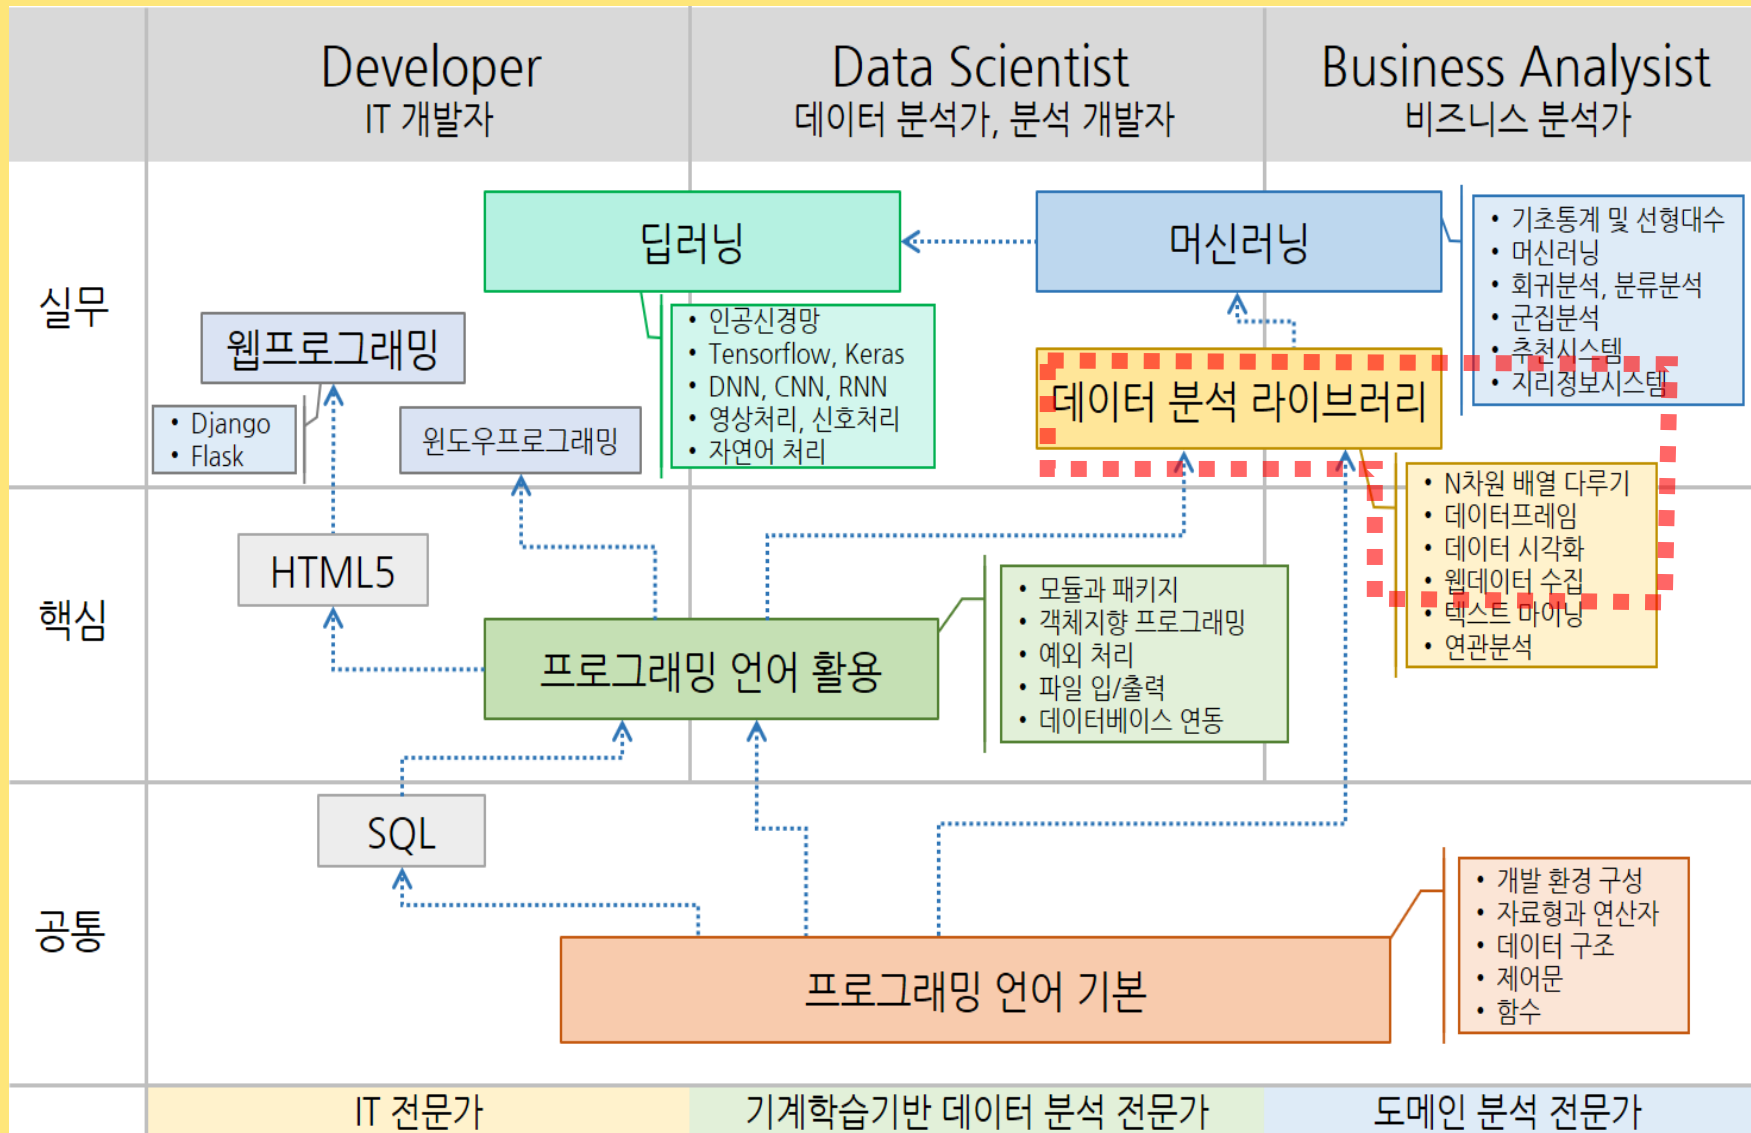 Developer
IT 개발자
Data Scientist
데이터 분석가, 분석 개발자
Business Analysist
비즈니스 분석가
실무
딥러닝
머신러닝
• 기초통계 및 선형대수
• 머신러닝
• 회귀분석, 분류분석
• 군집분석
• 추천시스템
• 지리정보시스템
웹프로그래밍
• Django
• Flask
윈도우프로그래밍
• 인공신경망
• Tensorflow, Keras
• DNN, CNN, RNN
• 영상처리, 신호처리
• 자연어 처리
데이터 분석 라이브러리
• N차원 배열 다루기
• 데이터프레임
• 데이터 시각화
• 웹데이터 수집
• 텍스트 마이닝
• 연관분석
핵심
HTML5
프로그래밍 언어 활용
• 모듈과 패키지
• 객체지향 프로그래밍
• 예외 처리
• 파일 입/출력
• 데이터베이스 연동
공통
SQL
프로그래밍 언어 기본
• 개발 환경 구성
• 자료형과 연산자
• 데이터 구조
• 제어문
• 함수
IT 전문가
기계학습기반 데이터 분석 전문가
도메인 분석 전문가